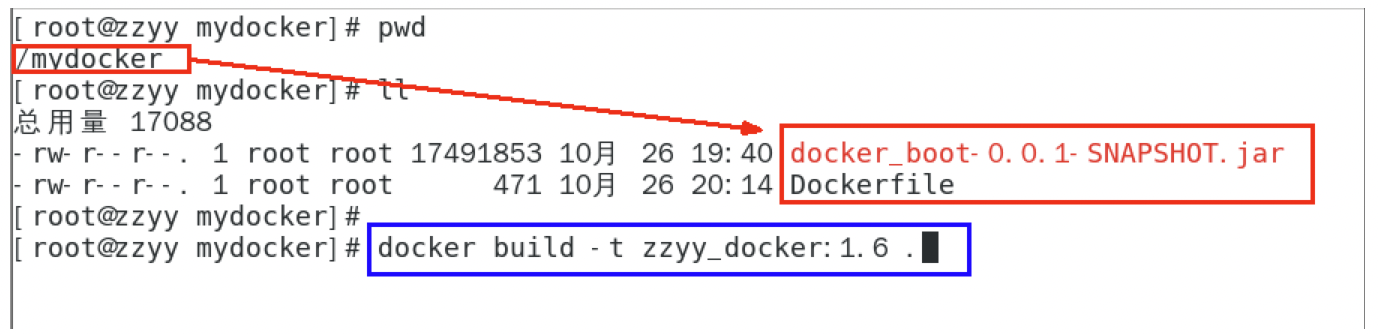 [root@zzyy mydocker]# pwd
/mydocker
[root@zzyy mydocker]# ll
总用量 17088
-rw-r--r--. 1 root root 17491853 10月 26 19:40 docker_boot-0.0.1-SNAPSHOT.jar
-rw-r--r--. 1 root root 471 10月 26 20:14 Dockerfile
[root@zzyy mydocker]#
[root@zzyy mydocker]# docker build -t zzyy_docker:1.6 .